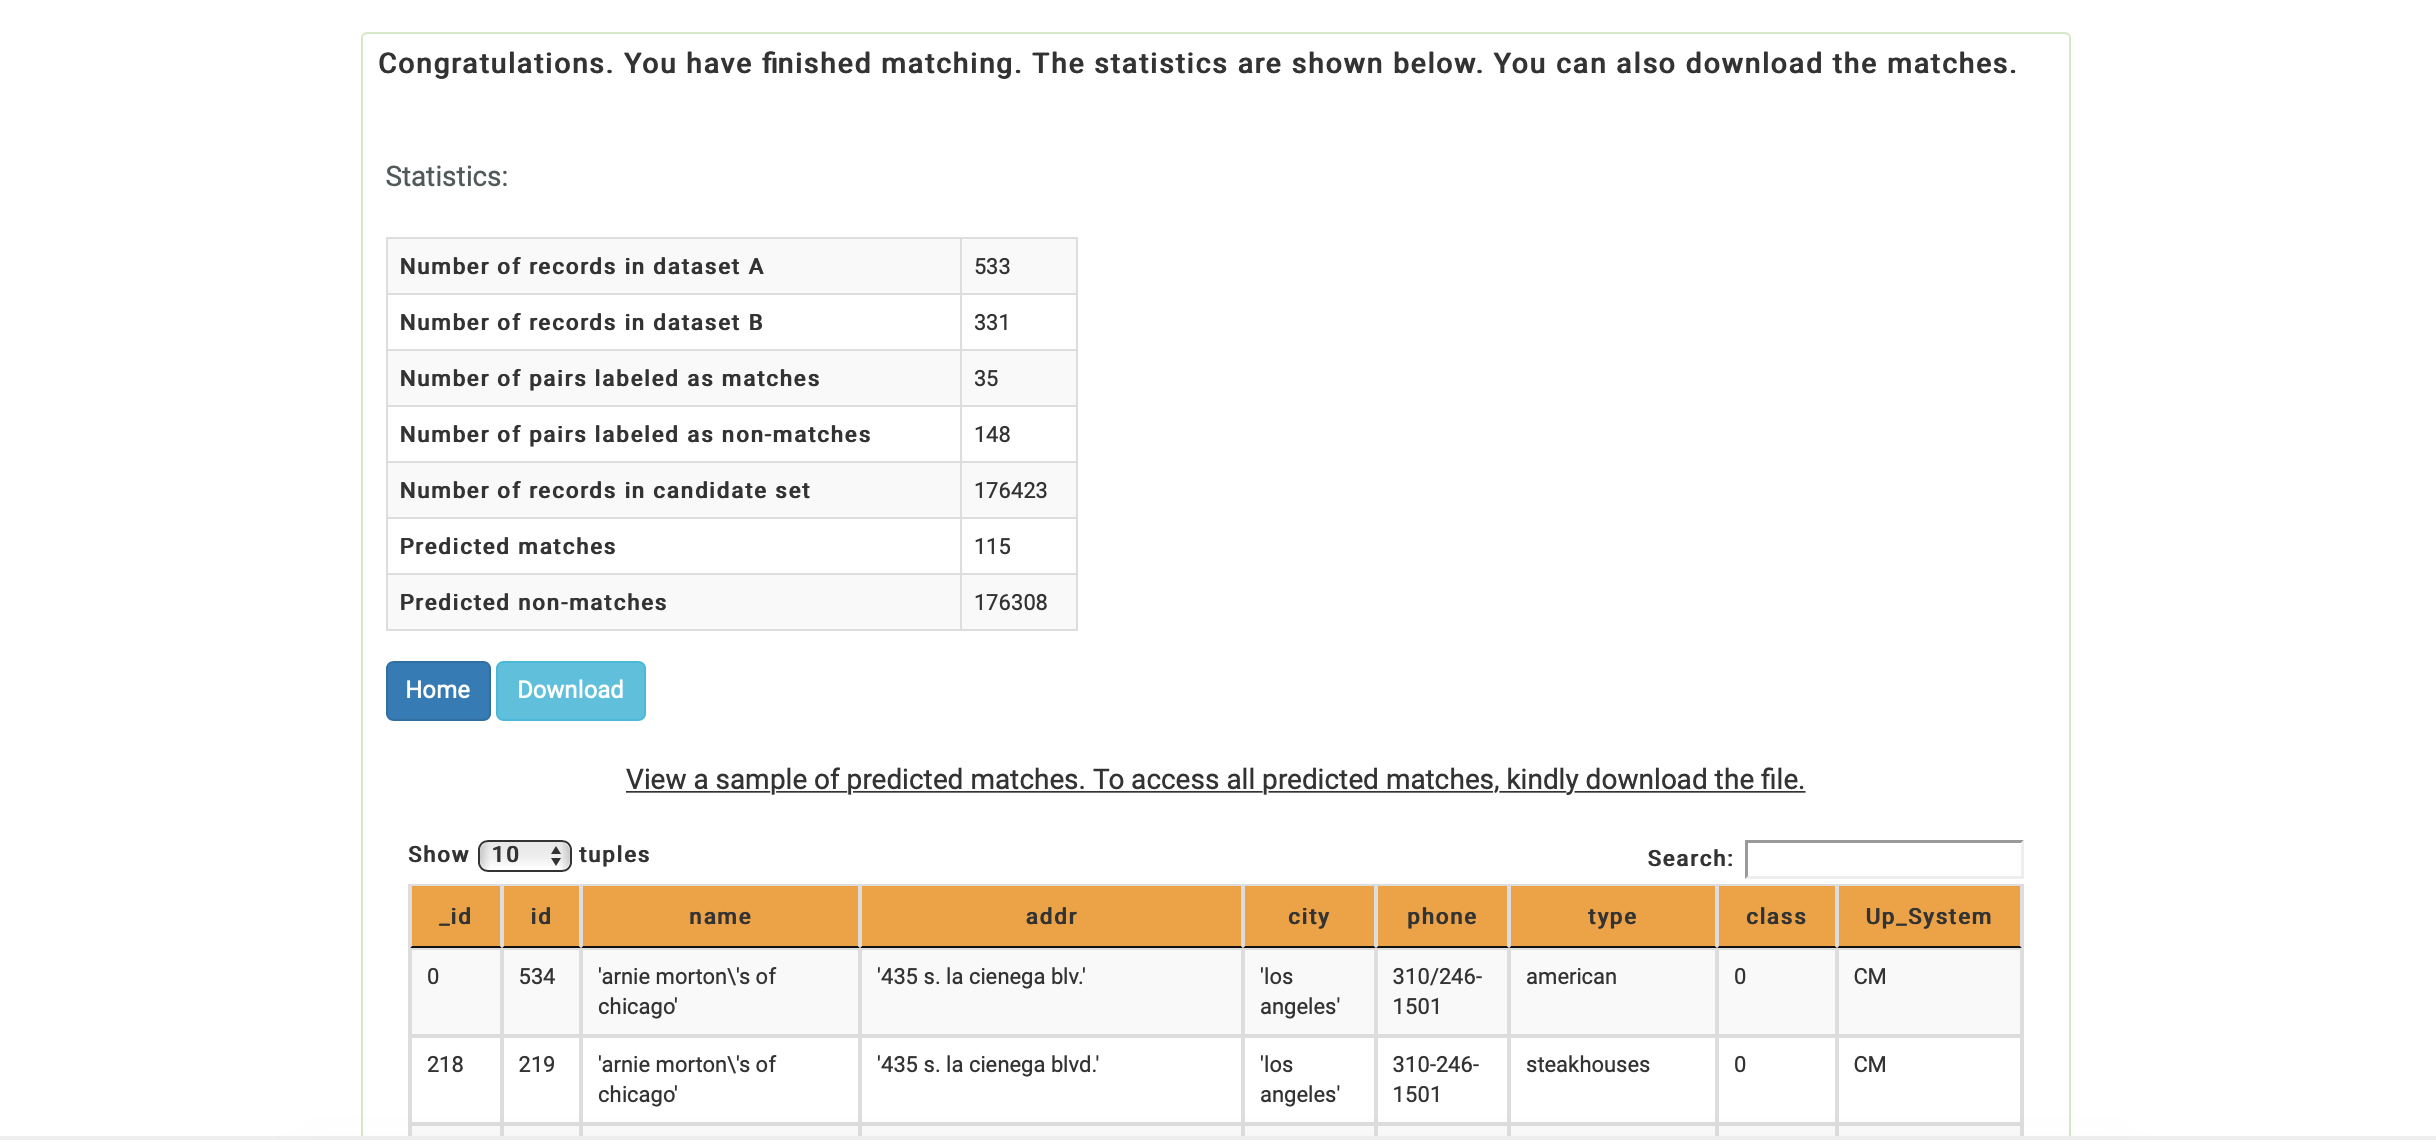 Congratulations. You have finished matching. The statistics are shown below. You can also download the matches.
Statistics:
Number of records in dataset A 533
Number of records in dataset B 331
Number of pairs labeled as matches 35
Number of pairs labeled as non-matches 148
Number of records in candidate set 176423
Predicted matches 115
Predicted non-matches 176308
Home Download
View a sample of predicted matches. To access all predicted matches, kindly download the file.
Show 10 tuples Search:
_id id name addr city phone type class Up_System
0 534 'arnie morton\'s of '435 s. la cienega blv.' 'los 310/246- american 0 CM
chicago' angeles' 1501
218 219 'arnie morton\'s of '435 s. la cienega blvd.' 'los 310-246- steakhouses 0 CM
chicago' angeles' 1501